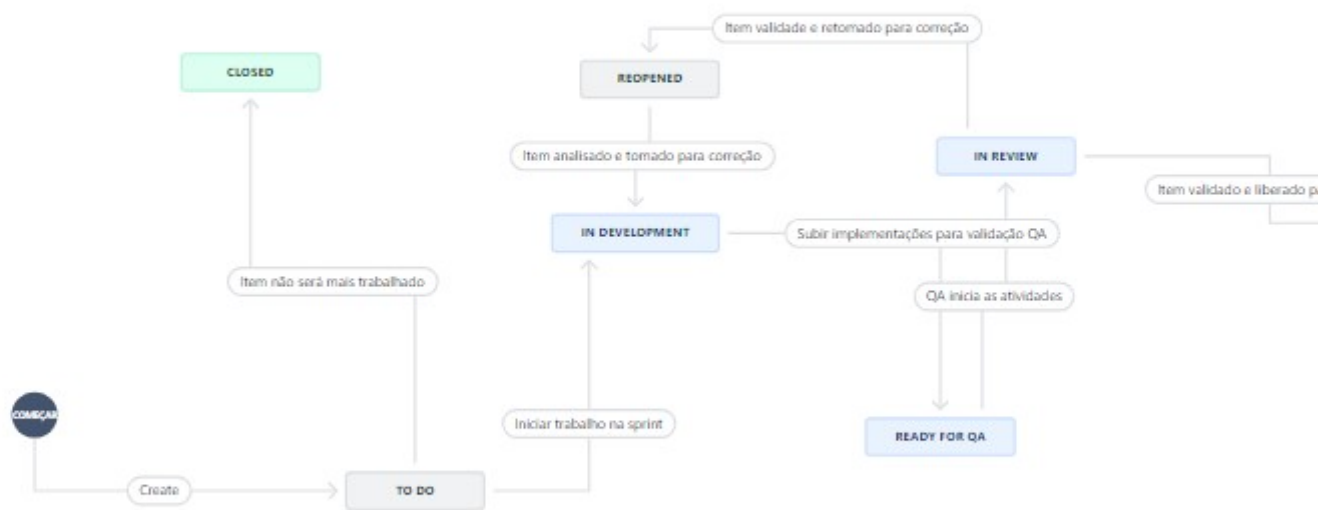 Item validade e retornado para correção
CLOSED
REOPENED
Item analisado e tomado para correção
IN REVIEW
Item validado e liberado
IN DEVELOPMENT
Subir implementações para validação QA
Item não será mais trabalhado
QA inicia as atividades
COMEÇAR
Iniciar trabalho na sprint
READY FOR QA
Create
TO DO